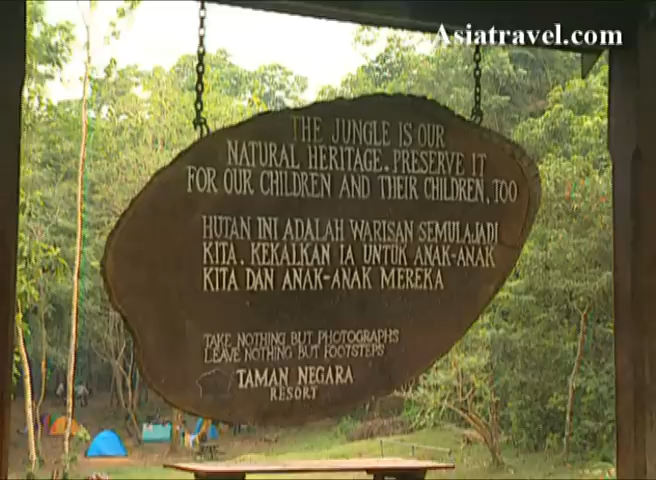 Asiatravel.com
THE JUNGLE IS OUR
NATURAL HERITAGE. PRESERVE IT
FOR OUR CHILDREN AND THEIR CHILDREN, TOO
HUTAN INI ADALAH WARISAN SEMULAJADI
KITA. KEKALKAN IA UNTUK ANAK-ANAK
KITA DAN ANAK-ANAK MEREKA
TAKE NOTHING BUT PHOTOGRAPHS
LEAVE NOTHING BUT FOOTSTEPS
TAMAN NEGARA
RESORT